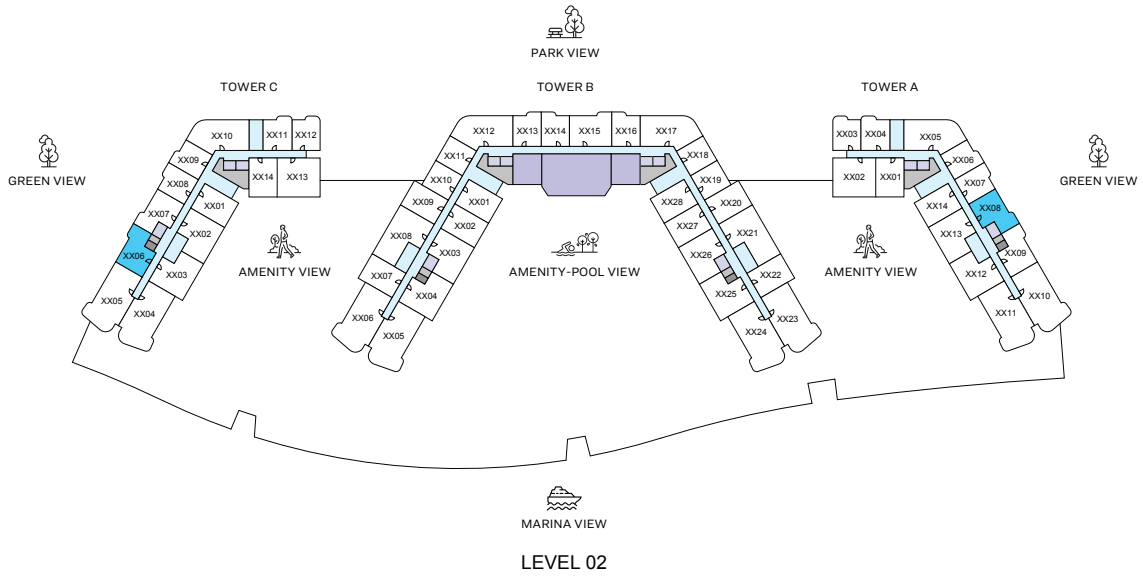 PARK VIEW
TOWER C
TOWER B
TOWER A
GREEN VIEW
GREEN VIEW
XX10
XX11
XX12
XX09
XX08
XX07
XX06
XX05
XX04
XX03
XX02
XX01
XX14
XX13
AMENITY VIEW
XX12
XX13
XX14
XX15
XX16
XX17
XX11
XX10
XX09
XX08
XX07
XX06
XX05
XX04
XX03
XX02
XX01
XX18
XX19
XX20
XX21
XX22
XX23
XX24
XX25
XX26
XX27
XX28
AMENITY-POOL VIEW
XX03
XX04
XX05
XX02
XX01
XX06
XX07
XX08
XX09
XX10
XX11
XX12
XX13
XX14
AMENITY VIEW
MARINA VIEW
LEVEL 02